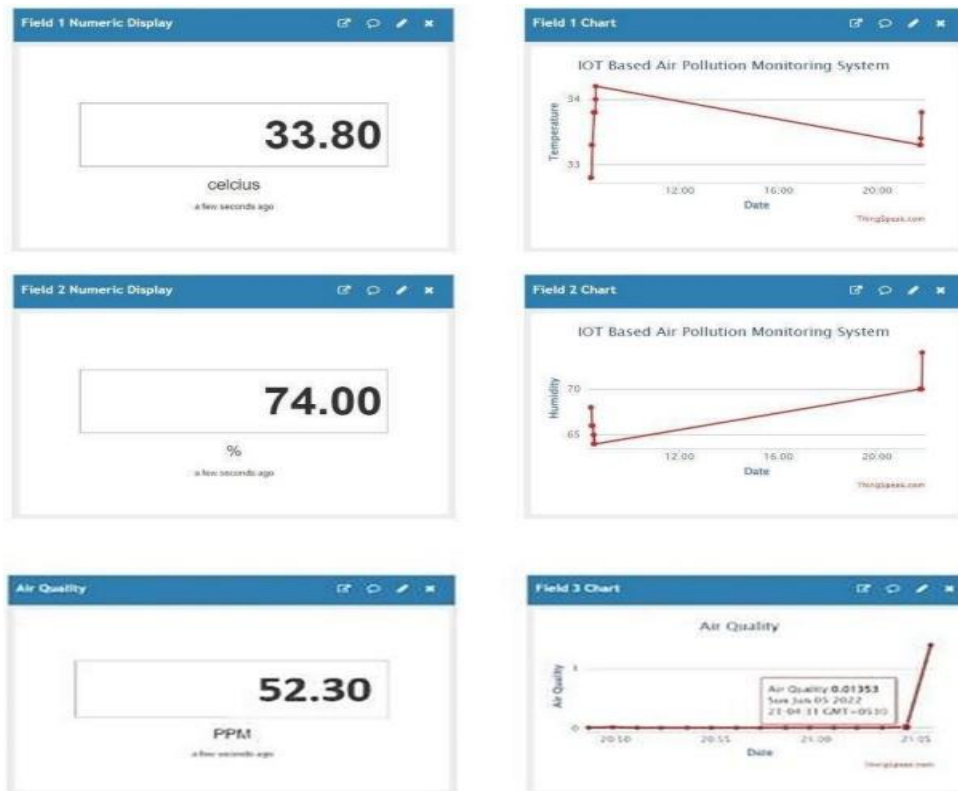 Field 1 Numeric Display
33.80
celcius
a few seconds ago
Field 1 Chart
IOT Based Air Pollution Monitoring System
Temperature
34
33
12:00 16:00 20:00
Date
ThingSpeak.com
Field 2 Numeric Display
74.00
%
a few seconds ago
Field 2 Chart
IOT Based Air Pollution Monitoring System
Humidity
70
65
12:00 16:00 20:00
Date
ThingSpeak.com
Air Quality
52.30
PPM
a few seconds ago
Field 3 Chart
Air Quality
Air Quality
1
0
Air Quality 0.01353
Sun Jun 05 2022
GMT+0530
20:50 20:55 21:00 21:05
Date
ThingSpeak.com